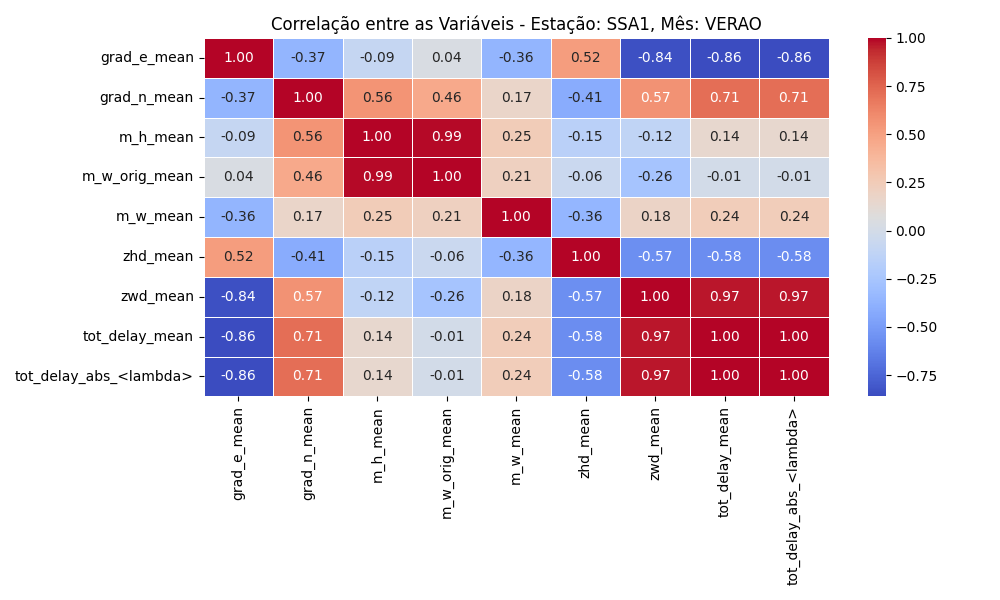 Correlação entre as Variáveis - Estação: SSA1, Mês: VERAO
grad_e_mean 1.00 -0.37 -0.09 0.04 -0.36 0.52 -0.84 -0.86 -0.86
grad_n_mean -0.37 1.00 0.56 0.46 0.17 -0.41 0.57 0.71 0.71
m_h_mean -0.09 0.56 1.00 0.99 0.25 -0.15 -0.12 0.14 0.14
m_w_orig_mean 0.04 0.46 0.99 1.00 0.21 -0.06 -0.26 -0.01 -0.01
m_w_mean -0.36 0.17 0.25 0.21 1.00 -0.36 0.18 0.24 0.24
zhd_mean 0.52 -0.41 -0.15 -0.06 -0.36 1.00 -0.57 -0.58 -0.58
zwd_mean -0.84 0.57 -0.12 -0.26 0.18 -0.57 1.00 0.97 0.97
tot_delay_mean -0.86 0.71 0.14 -0.01 0.24 -0.58 0.97 1.00 1.00
tot_delay_abs_<lambda> -0.86 0.71 0.14 -0.01 0.24 -0.58 0.97 1.00 1.00
grad_e_mean
grad_n_mean
m_h_mean
m_w_orig_mean
m_w_mean
zhd_mean
zwd_mean
tot_delay_mean
tot_delay_abs_<lambda>
1.00
0.75
0.50
0.25
0.00
−0.25
−0.50
−0.75